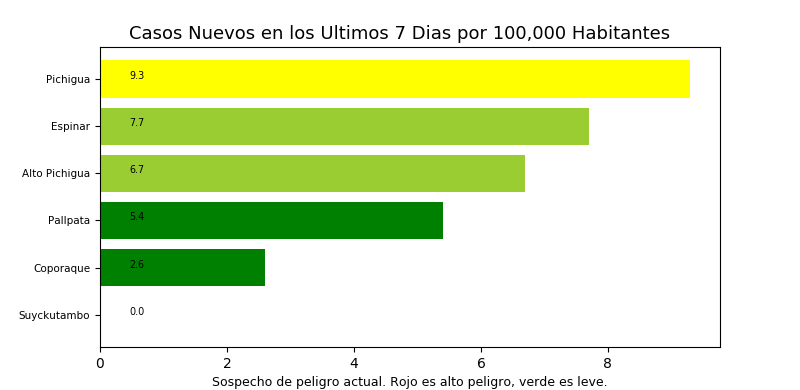 Casos Nuevos en los Ultimos 7 Dias por 100,000 Habitantes
Pichigua 9.3
Espinar 7.7
Alto Pichigua 6.7
Pallpata 5.4
Coporaque 2.6
Suyckutambo 0.0
0 2 4 6 8
Sospecho de peligro actual. Rojo es alto peligro, verde es leve.